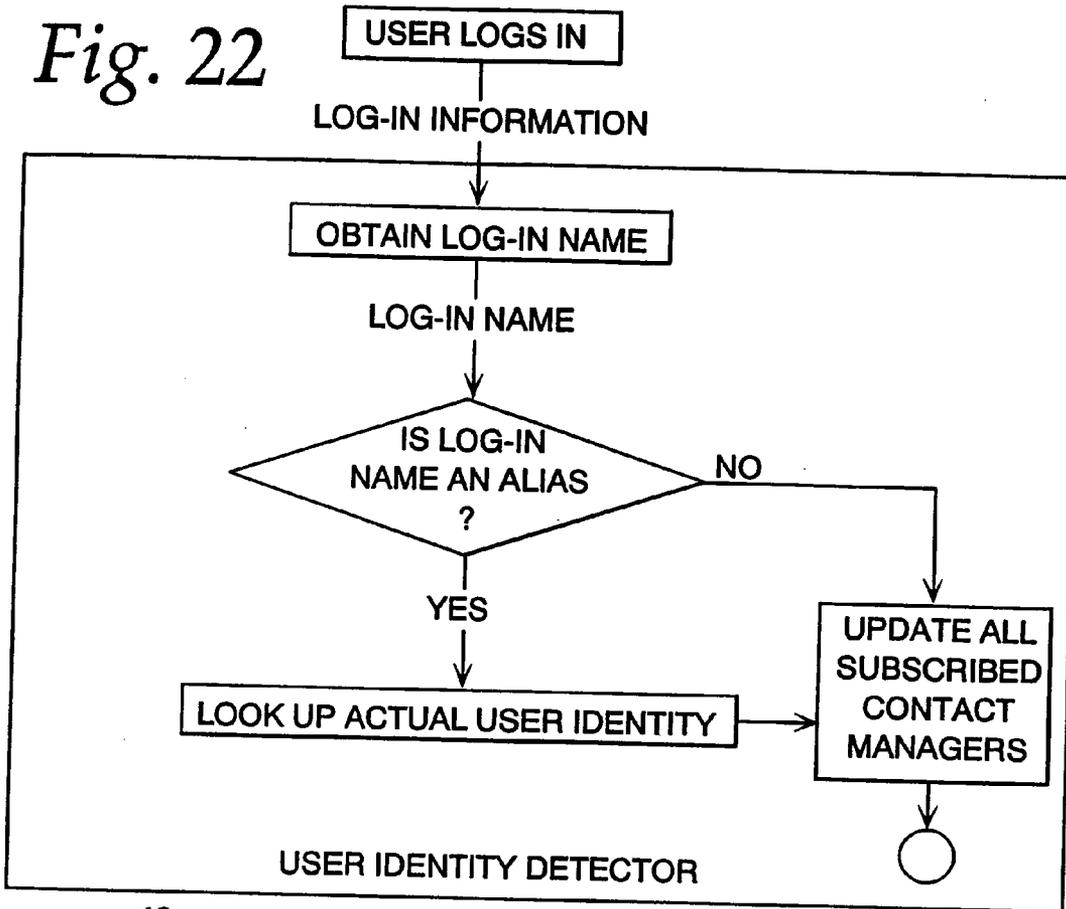 Fig. 22
USER LOGS IN
LOG-IN INFORMATION
OBTAIN LOG-IN NAME
LOG-IN NAME
IS LOG-IN
NAME AN ALIAS
?
NO
YES
UPDATE ALL
SUBSCRIBED
CONTACT
MANAGERS
LOOK UP ACTUAL USER IDENTITY
USER IDENTITY DETECTOR